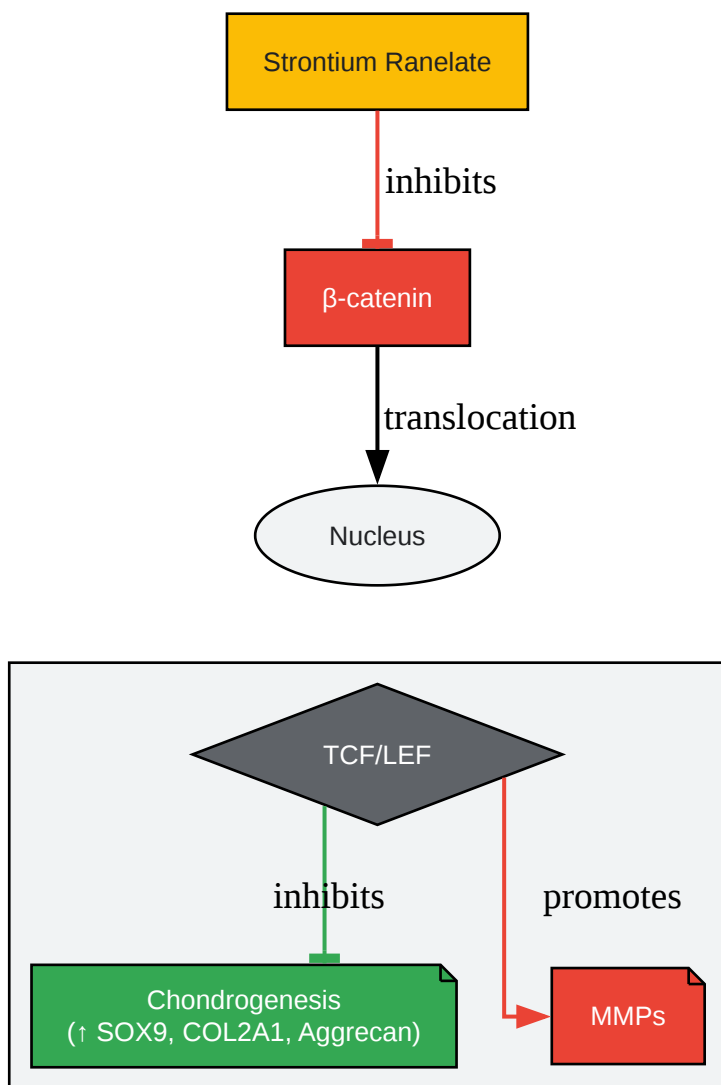 Strontium Ranelate
inhibits
β-catenin
translocation
Nucleus
TCF/LEF
inhibits
promotes
Chondrogenesis
(↑ SOX9, COL2A1, Aggrecan)
MMPs